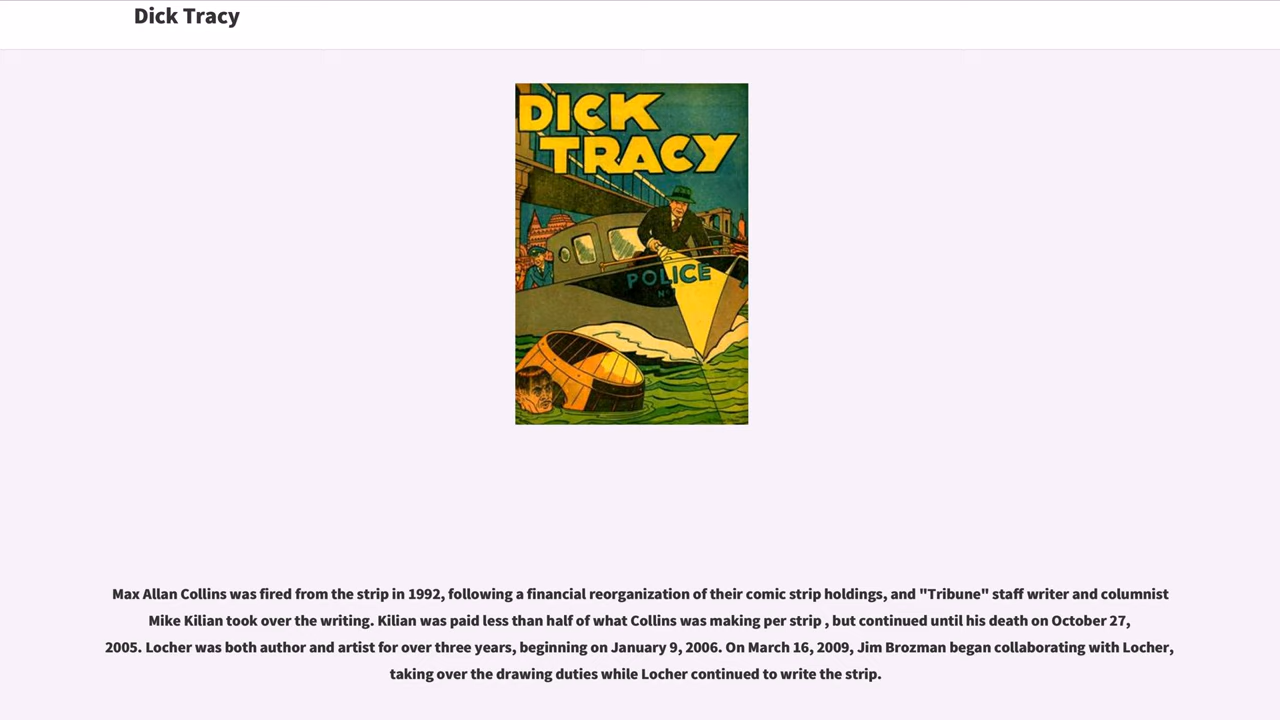 Dick Tracy
DICK
TRACY
POLICE
Max Allan Collins was fired from the strip in 1992, following a financial reorganization of their comic strip holdings, and "Tribune" staff writer and columnist
Mike Kilian took over the writing. Kilian was paid less than half of what Collins was making per strip , but continued until his death on October 27,
2005. Locher was both author and artist for over three years, beginning on January 9, 2006. On March 16, 2009, Jim Brozman began collaborating with Locher,
taking over the drawing duties while Locher continued to write the strip.